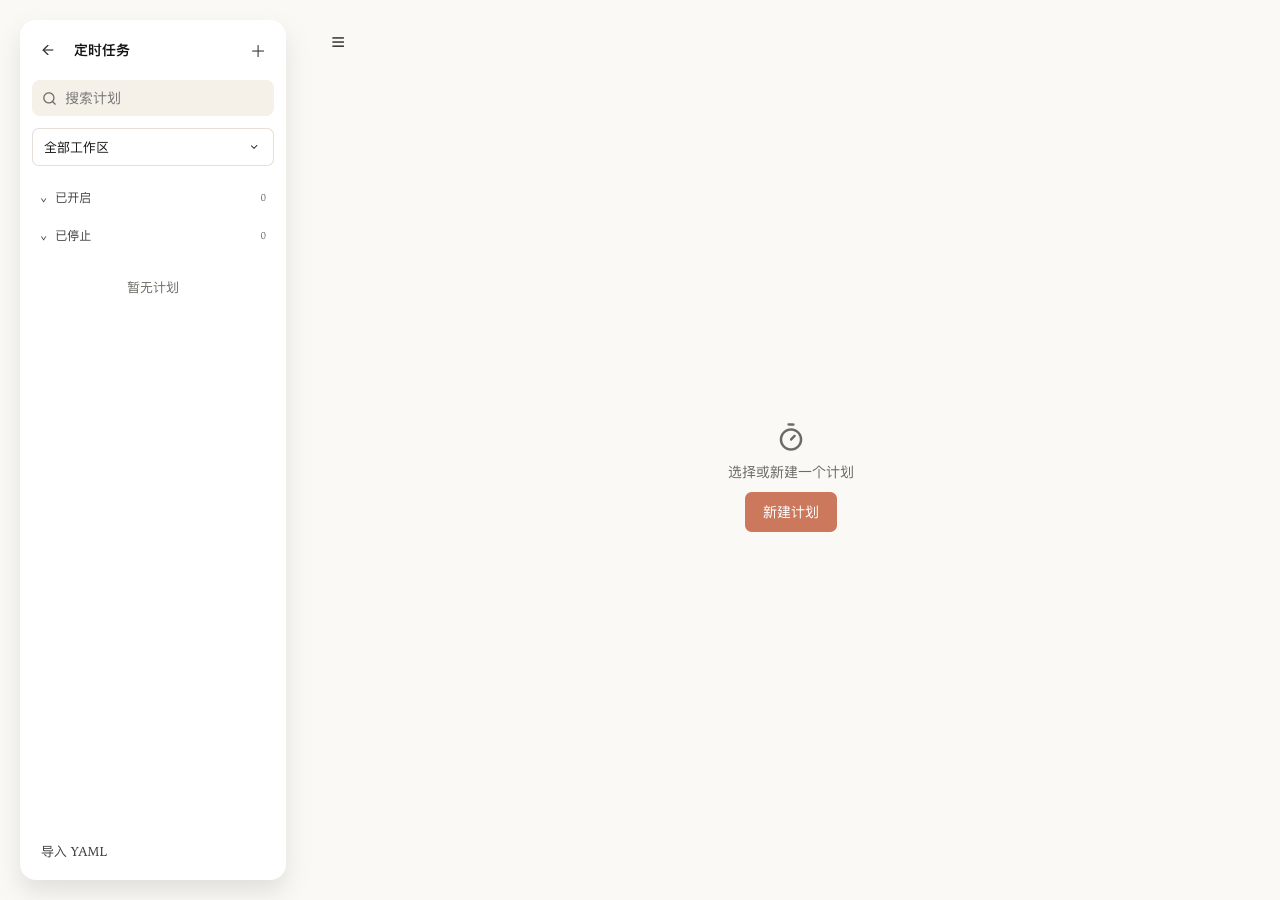 定时任务
搜索计划
全部工作区
已开启 0
已停止 0
暂无计划
选择或新建一个计划
新建计划
导入 YAML